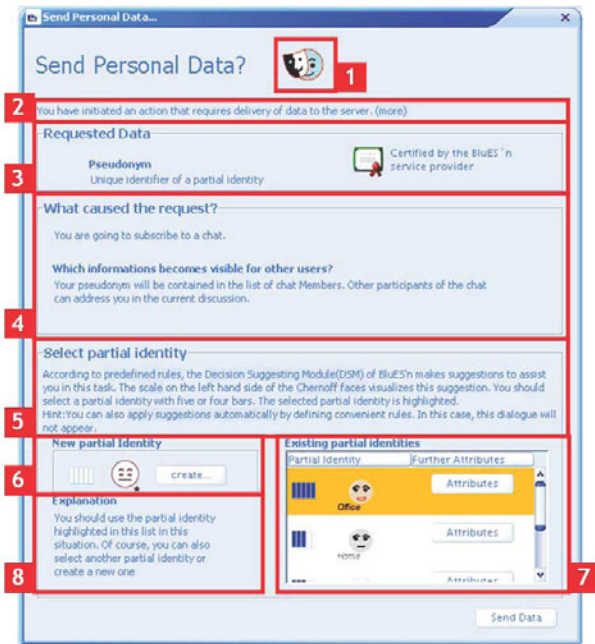 Send Personal Data...
Send Personal Data?
1
2
You have initiated an action that requires delivery of data to the server. (more)
Requested Data
Pseudonym
Unique identifier of a partial identity
Certified by the BluES`n
service provider
3
What caused the request?
You are going to subscribe to a chat.
Which informations becomes visible for other users?
Your pseudonym will be contained in the list of chat Members. Other participants of the chat
can address you in the current discussion.
4
Select partial identity
According to predefined rules, the Decision Suggesting Module(DSM) of BluES'n makes suggestions to assist
you in this task. The scale on the left hand side of the Chernoff faces visualizes this suggestion. You should
select a partial identity with five or four bars. The selected partial identity is highlighted.
Hint:You can also apply suggestions automatically by defining convenient rules. In this case, this dialogue will
not appear.
5
New partial Identity
create...
6
Explanation
You should use the partial identity
highlighted in this list in this
situation. Of course, you can also
select another partial identity or
create a new one
8
Existing partial identities
Partial Identity Further Attributes
Office Attributes
Home Attributes
Attributes
7
Send Data